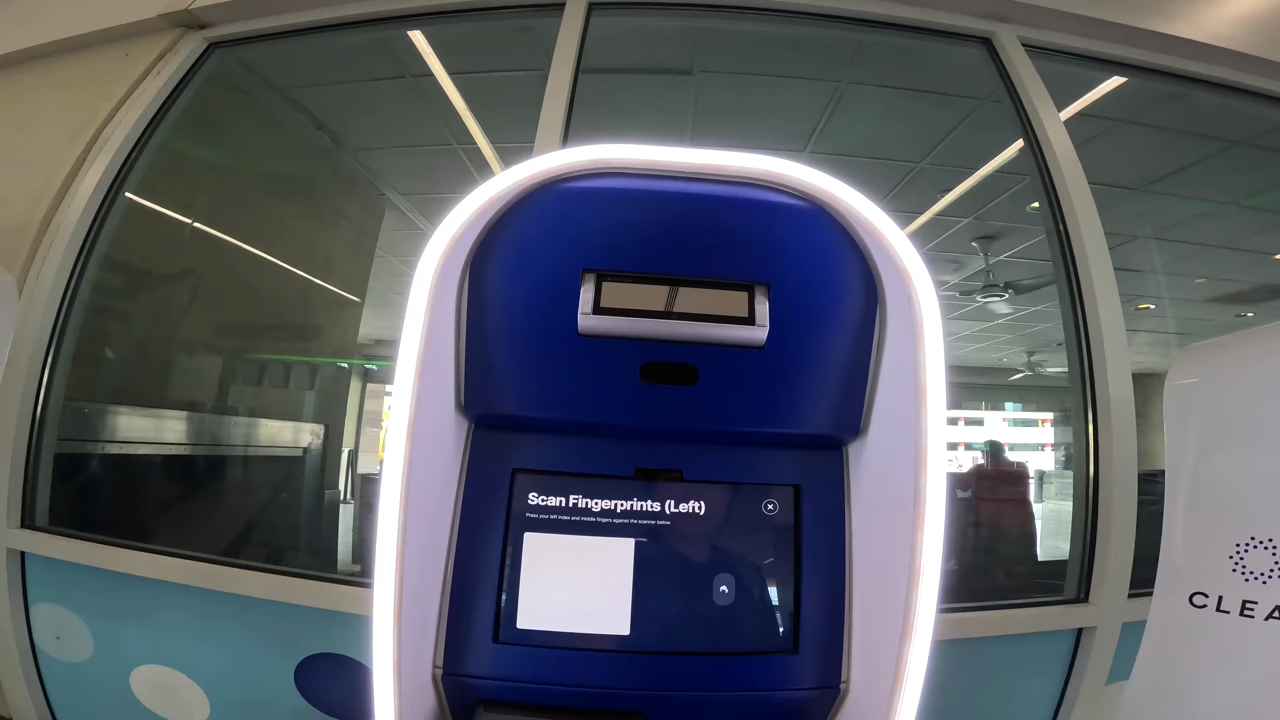 Scan Fingerprints (Left)
Press your left index and middle fingers against the scanner below.
CLEA